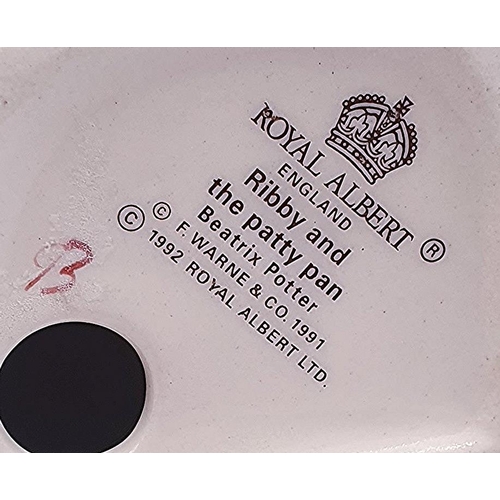 ROYAL ALBERT ®
ENGLAND
Ribby and
the patty pan
Beatrix Potter
© F. WARNE & CO. 1991
© 1992 ROYAL ALBERT LTD.
B